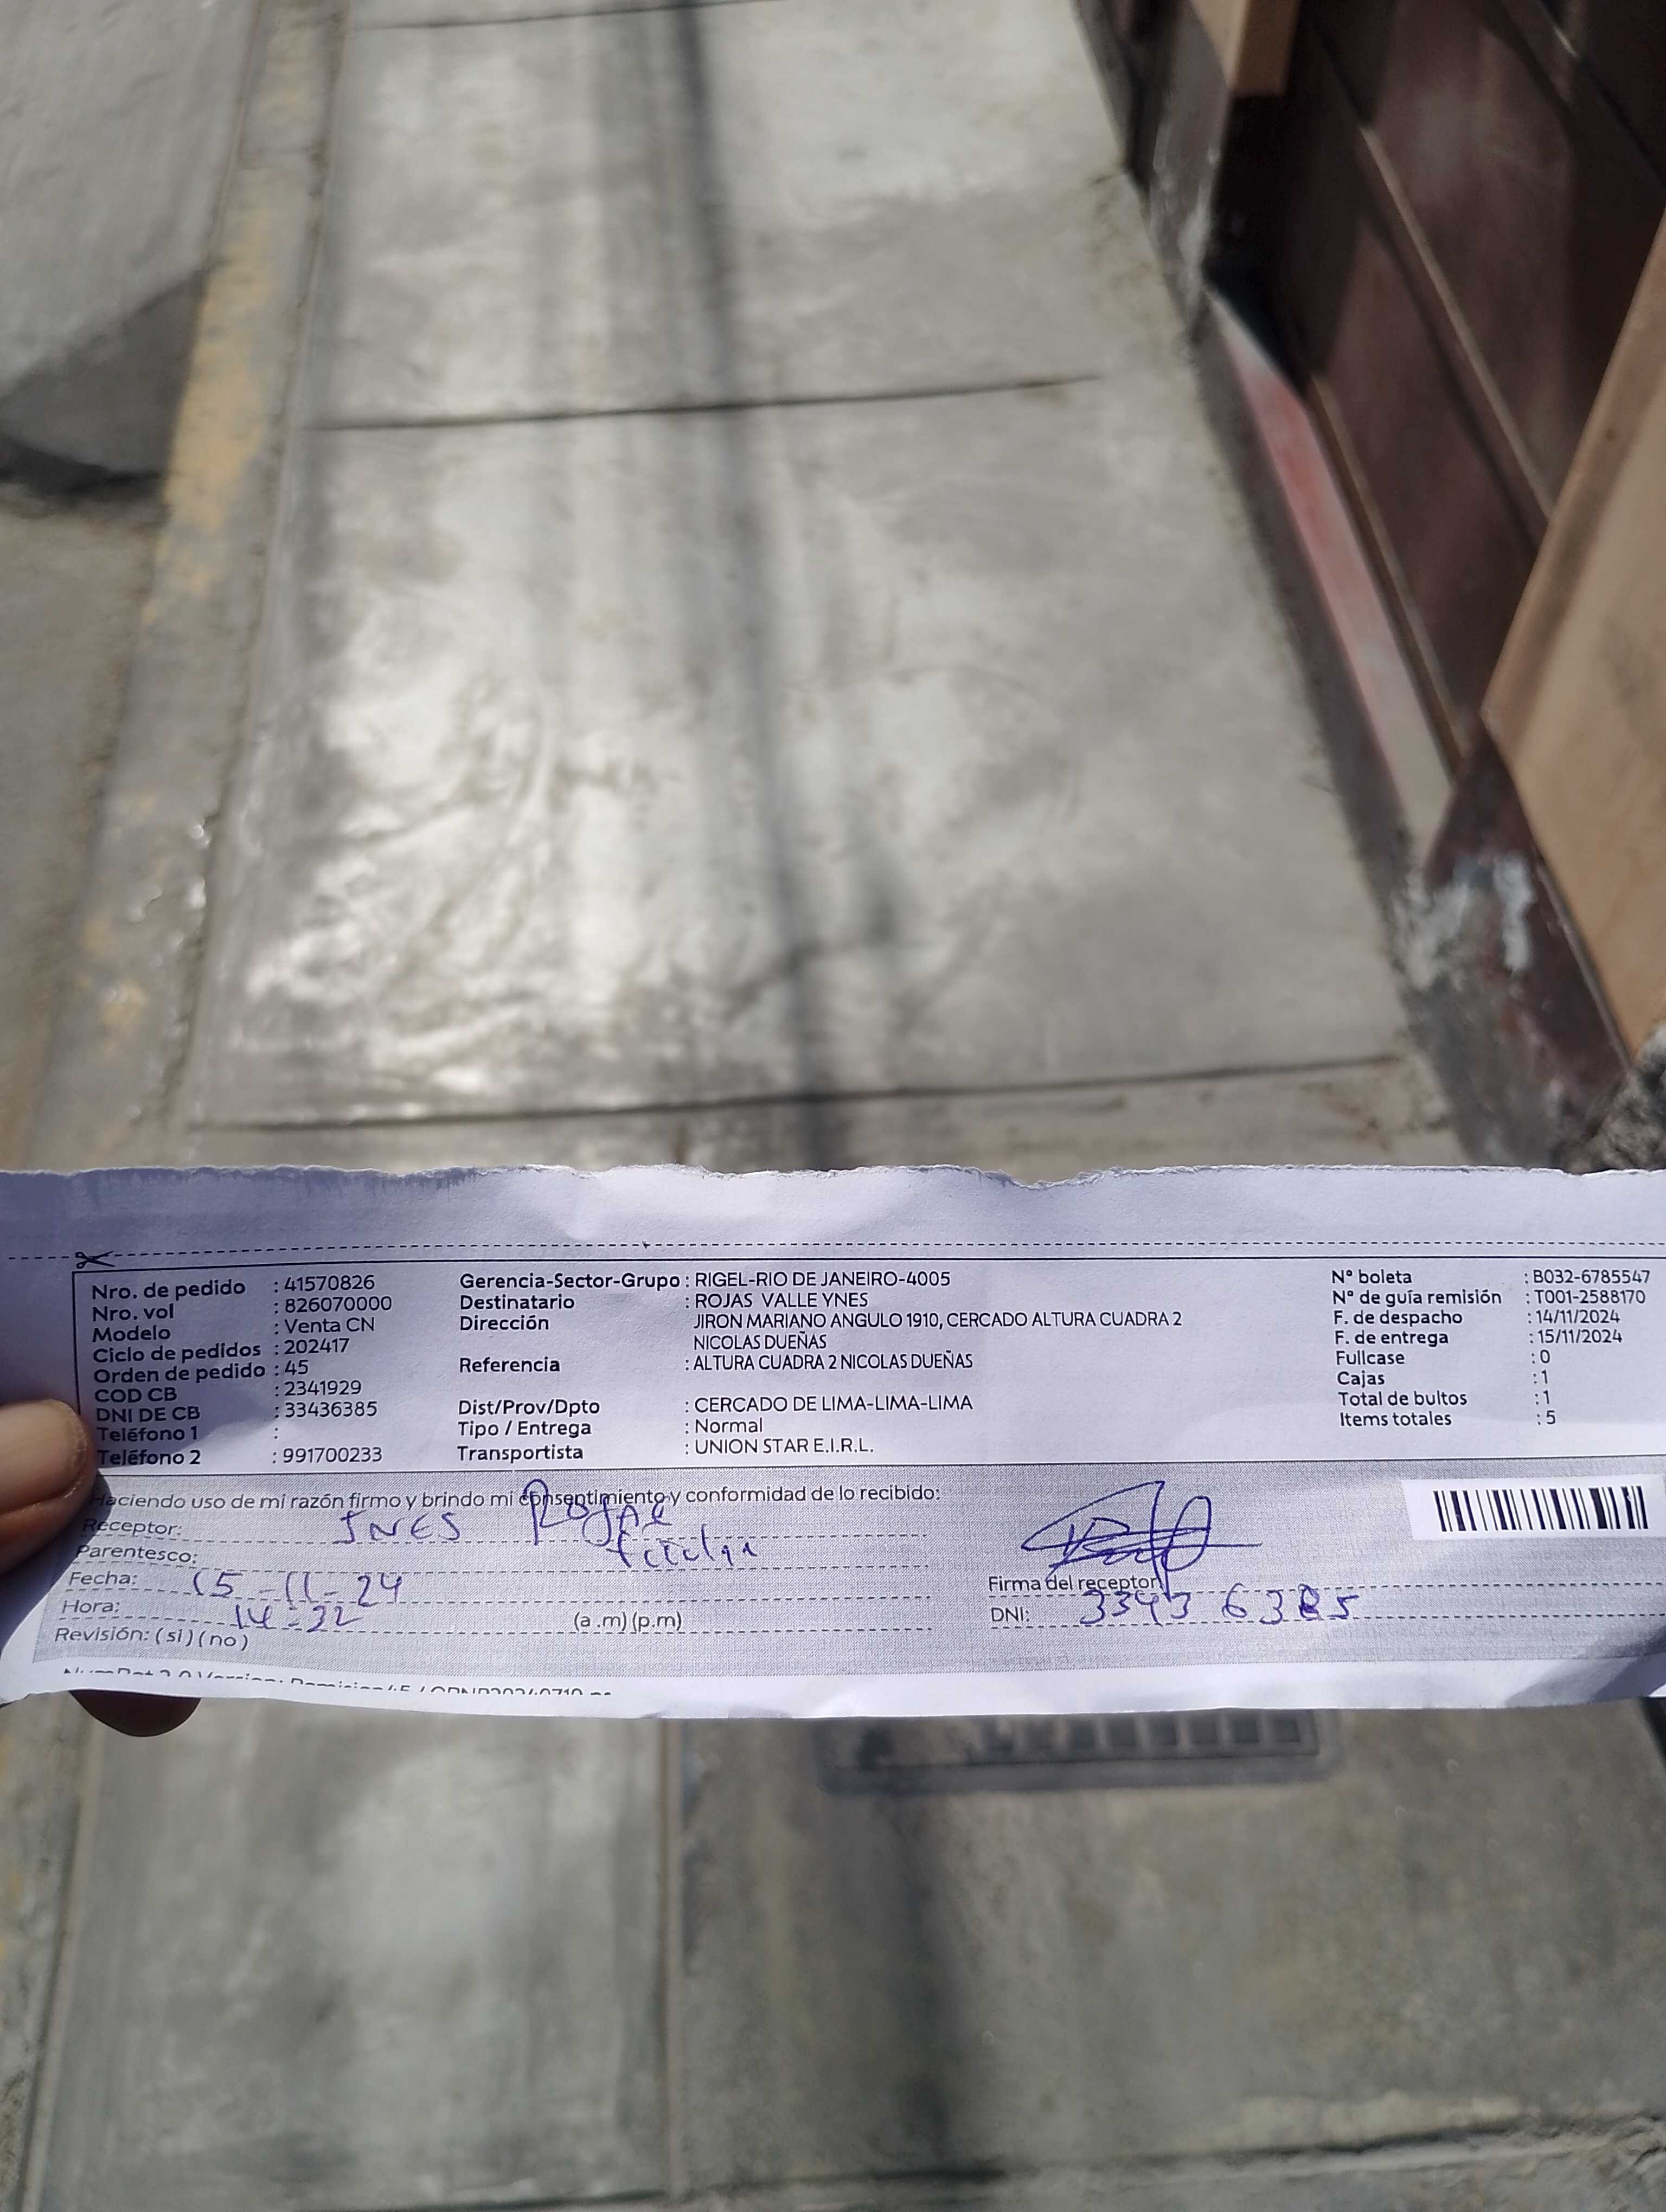 Nro. de pedido : 41570826
Nro. vol : 826070000
Modelo : Venta CN
Ciclo de pedidos : 202417
Orden de pedido : 45
COD CB : 2341929
DNI DE CB : 33436385
Teléfono 1 :
Teléfono 2 : 991700233
Gerencia-Sector-Grupo : RIGEL-RIO DE JANEIRO-4005
Destinatario : ROJAS VALLE YNES
Dirección JIRON MARIANO ANGULO 1910, CERCADO ALTURA CUADRA 2
NICOLAS DUEÑAS
Referencia : ALTURA CUADRA 2 NICOLAS DUEÑAS
Dist/Prov/Dpto : CERCADO DE LIMA-LIMA-LIMA
Tipo / Entrega : Normal
Transportista : UNION STAR E.I.R.L.
N° boleta : B032-6785547
N° de guía remisión : T001-2588170
F. de despacho : 14/11/2024
F. de entrega : 15/11/2024
Fullcase : 0
Cajas : 1
Total de bultos : 1
Items totales : 5
Haciendo uso de mi razón firmo y brindo mi consentimiento y conformidad de lo recibido:
Receptor: INES Rojas
Parentesco:
Fecha: 15-11-24
Hora: 14-32 (a.m) (p.m)
Revisión: (si) (no)
Firma del receptor
DNI: 33436385